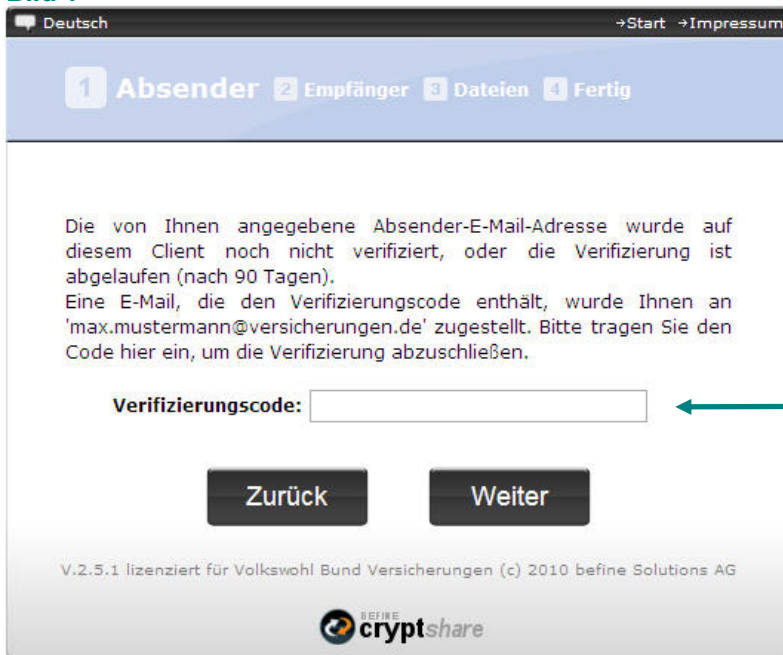 Deutsch →Start →Impressum
1 Absender 2 Empfänger 3 Dateien 4 Fertig
Die von Ihnen angegebene Absender-E-Mail-Adresse wurde auf
diesem Client noch nicht verifiziert, oder die Verifizierung ist
abgelaufen (nach 90 Tagen).
Eine E-Mail, die den Verifizierungscode enthält, wurde Ihnen an
'max.mustermann@versicherungen.de' zugestellt. Bitte tragen Sie den
Code hier ein, um die Verifizierung abzuschließen.
Verifizierungscode:
Zurück Weiter
V.2.5.1 lizenziert für Volkswohl Bund Versicherungen (c) 2010 befine Solutions AG
BEFINE
cryptshare